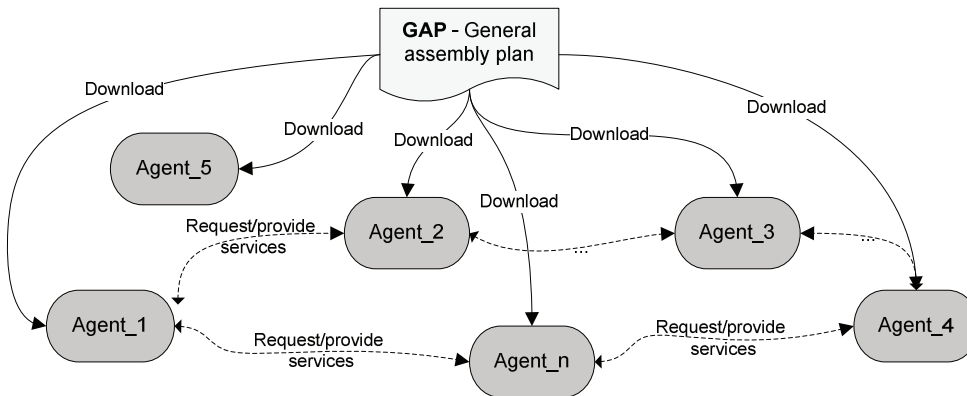 GAP - General
assembly plan
Download
Download
Download
Download
Download
Download
Agent_5
Agent_2
Agent_3
Request/provide
services
...
...
Agent_1
Agent_n
Agent_4
Request/provide
services
Request/provide
services